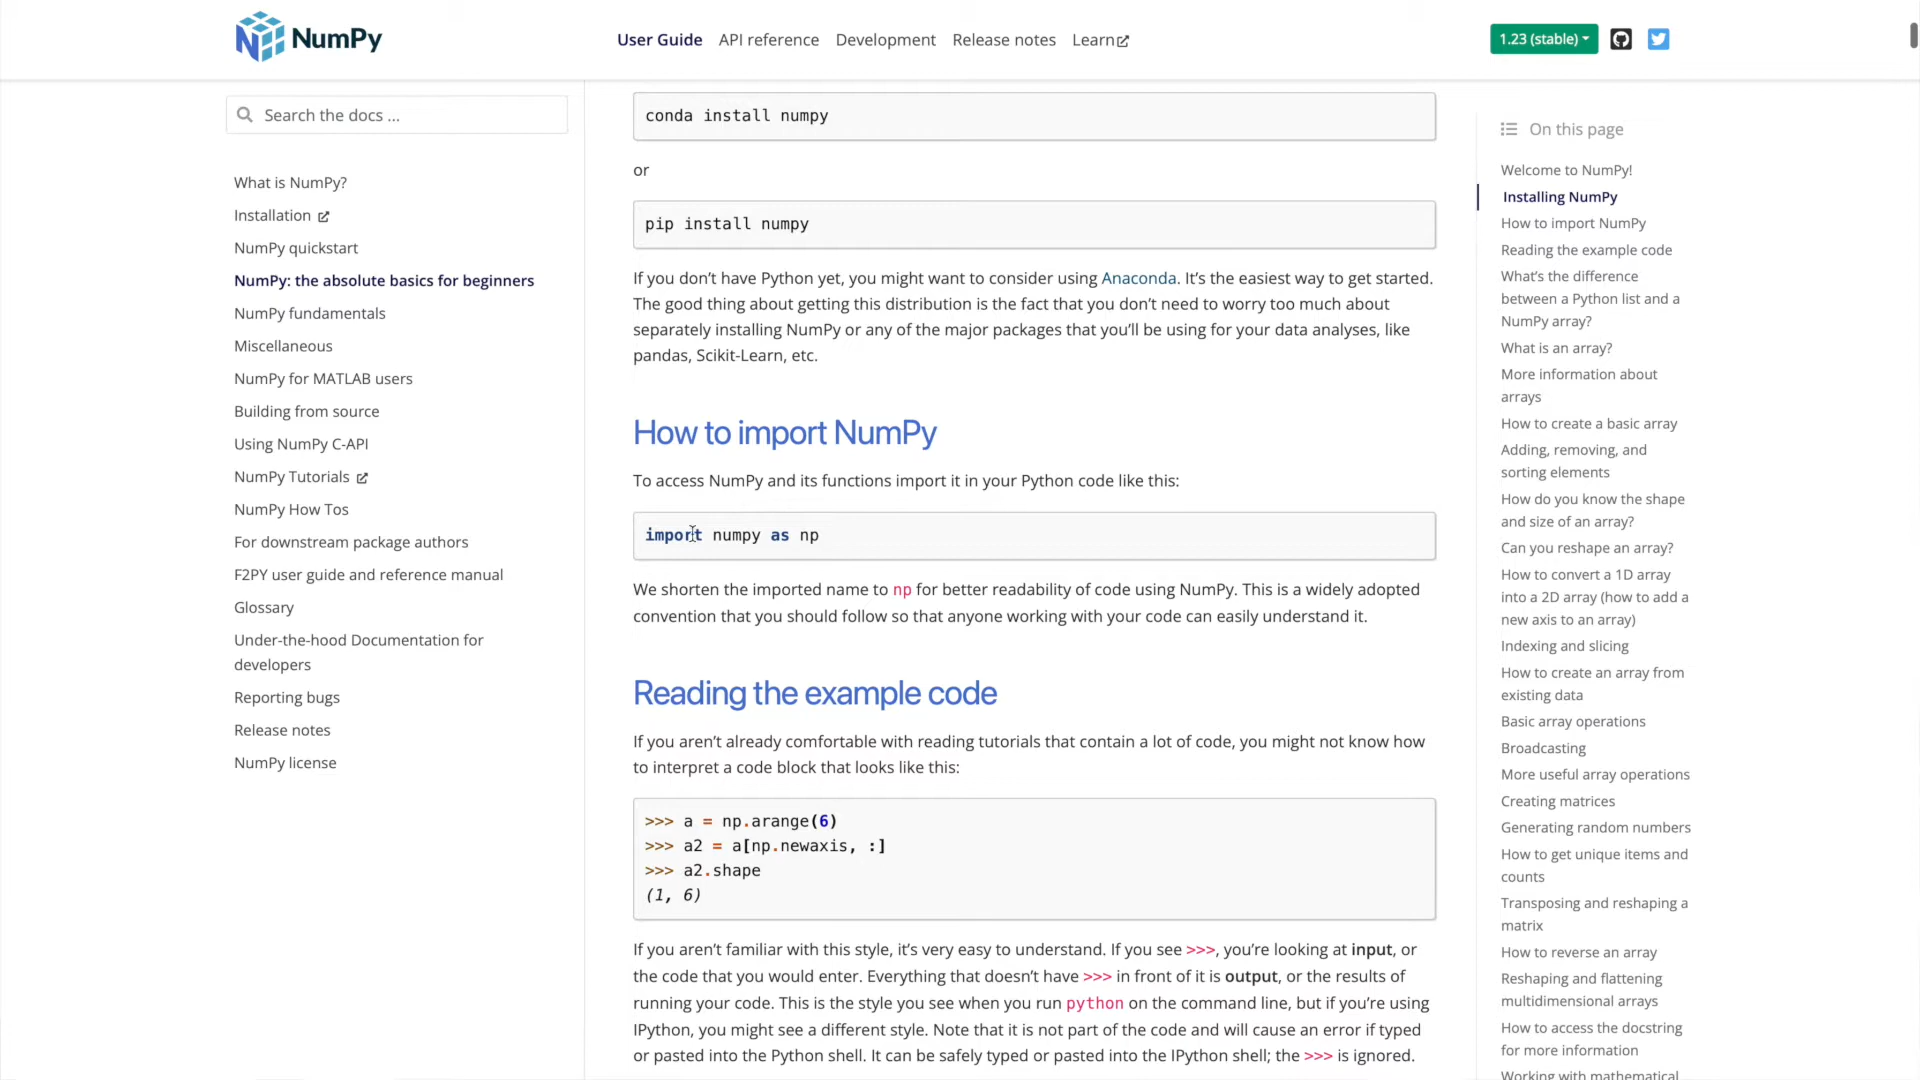 NumPy
User Guide
API reference
Development
Release notes
Learn
1.23 (stable)
Search the docs ...
What is NumPy?
Installation
NumPy quickstart
NumPy: the absolute basics for beginners
NumPy fundamentals
Miscellaneous
NumPy for MATLAB users
Building from source
Using NumPy C-API
NumPy Tutorials
NumPy How Tos
For downstream package authors
F2PY user guide and reference manual
Glossary
Under-the-hood Documentation for
developers
Reporting bugs
Release notes
NumPy license
conda install numpy
or
pip install numpy
If you don’t have Python yet, you might want to consider using Anaconda. It’s the easiest way to get started.
The good thing about getting this distribution is the fact that you don’t need to worry too much about
separately installing NumPy or any of the major packages that you’ll be using for your data analyses, like
pandas, Scikit-Learn, etc.
How to import NumPy
To access NumPy and its functions import it in your Python code like this:
import numpy as np
We shorten the imported name to np for better readability of code using NumPy. This is a widely adopted
convention that you should follow so that anyone working with your code can easily understand it.
Reading the example code
If you aren’t already comfortable with reading tutorials that contain a lot of code, you might not know how
to interpret a code block that looks like this:
>>> a = np.arange(6)
>>> a2 = a[np.newaxis, :]
>>> a2.shape
(1, 6)
If you aren’t familiar with this style, it’s very easy to understand. If you see >>>, you’re looking at input, or
the code that you would enter. Everything that doesn’t have >>> in front of it is output, or the results of
running your code. This is the style you see when you run python on the command line, but if you’re using
IPython, you might see a different style. Note that it is not part of the code and will cause an error if typed
or pasted into the Python shell. It can be safely typed or pasted into the IPython shell; the >>> is ignored.
On this page
Welcome to NumPy!
Installing NumPy
How to import NumPy
Reading the example code
What’s the difference
between a Python list and a
NumPy array?
What is an array?
More information about
arrays
How to create a basic array
Adding, removing, and
sorting elements
How do you know the shape
and size of an array?
Can you reshape an array?
How to convert a 1D array
into a 2D array (how to add a
new axis to an array)
Indexing and slicing
How to create an array from
existing data
Basic array operations
Broadcasting
More useful array operations
Creating matrices
Generating random numbers
How to get unique items and
counts
Transposing and reshaping a
matrix
How to reverse an array
Reshaping and flattening
multidimensional arrays
How to access the docstring
for more information
Working with mathematical